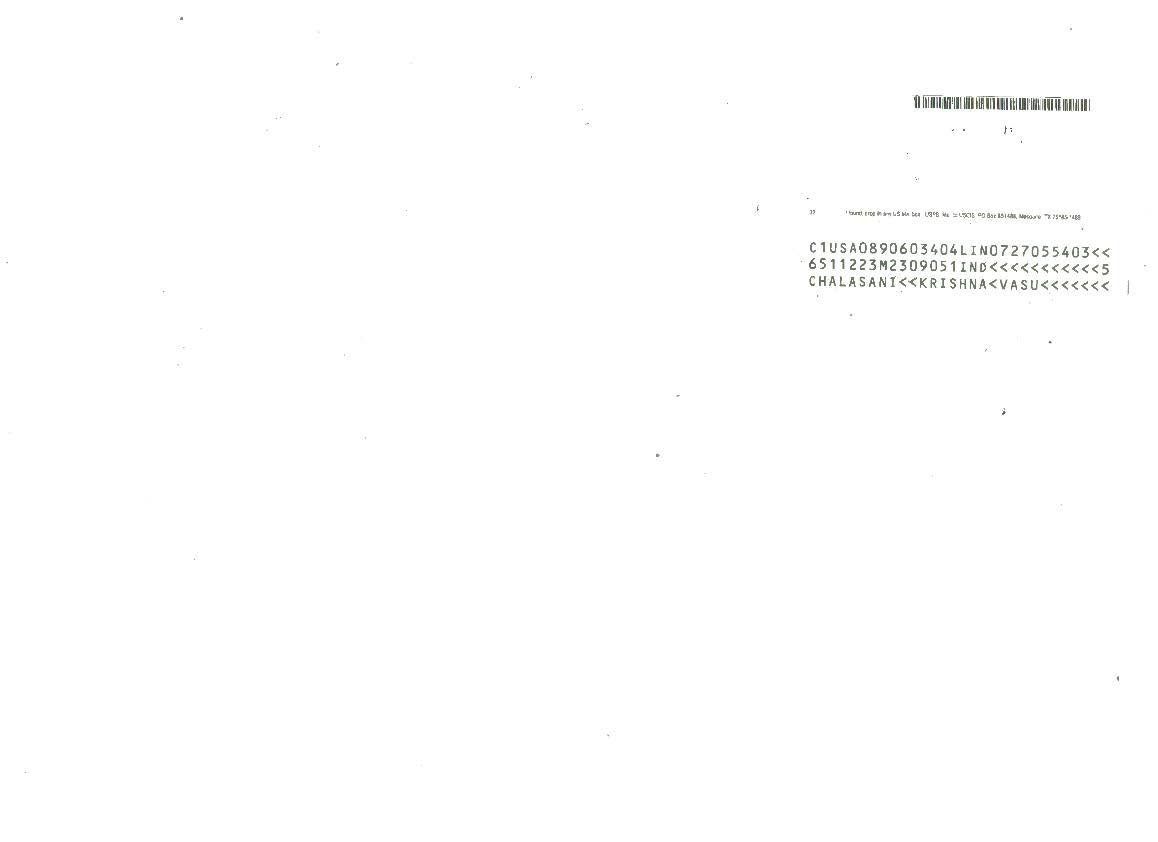 If found, drop in any US Mail box. USPS: Mail to USCIS, PO Box 851488, Mesquite, TX 75185-1488
C1USA0890603404LIN0727055403<<
6511223M2309051IND<<<<<<<<<<<5
CHALASANI<<KRISHNA<VASU<<<<<<<